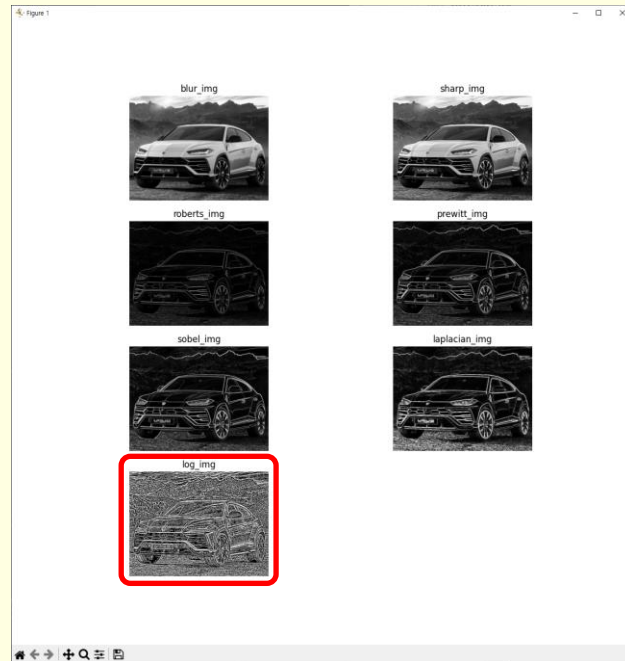 Figure 1
blur_img
sharp_img
roberts_img
prewitt_img
sobel_img
laplacian_img
log_img